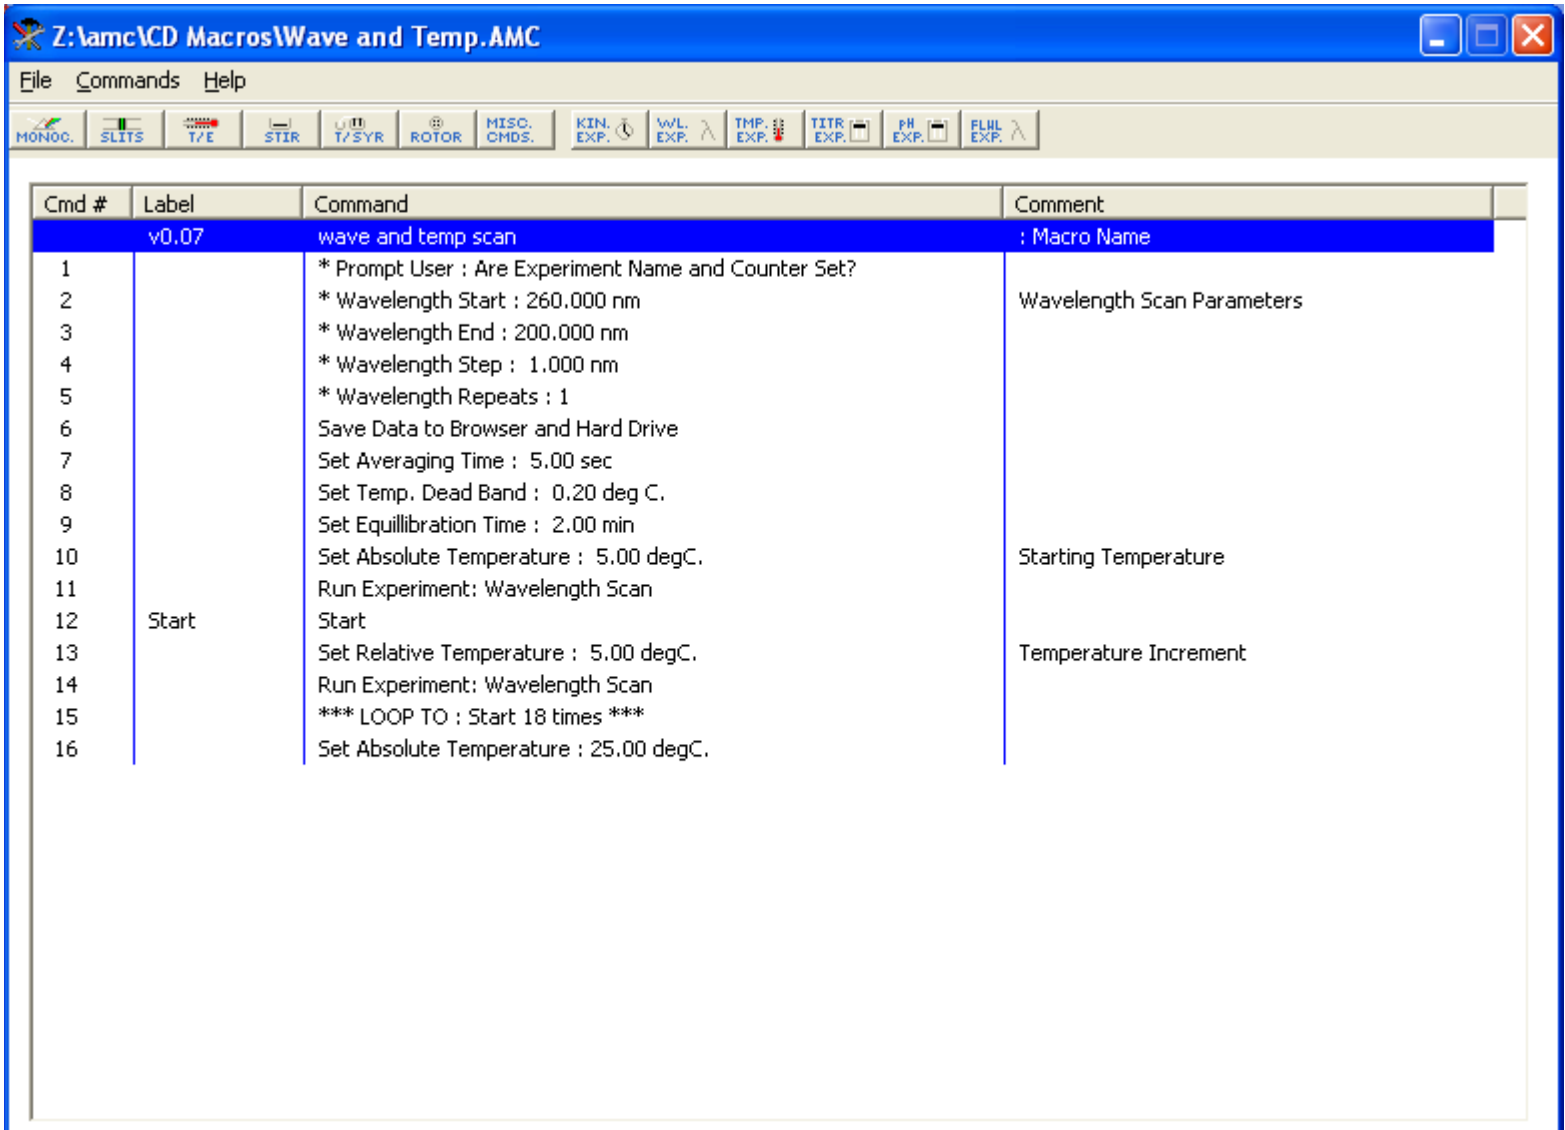 Z:\amc\CD Macros\Wave and Temp.AMC
File Commands Help
MONOC. SLITS T/E STIR T/SYR ROTOR MISC. CMDS. KIN. EXP. WL. EXP. λ TMP. EXP. TITR EXP. PH EXP. FLWL EXP. λ
Cmd # Label Command Comment
v0.07 wave and temp scan : Macro Name
1 * Prompt User : Are Experiment Name and Counter Set?
2 * Wavelength Start : 260.000 nm Wavelength Scan Parameters
3 * Wavelength End : 200.000 nm
4 * Wavelength Step : 1.000 nm
5 * Wavelength Repeats : 1
6 Save Data to Browser and Hard Drive
7 Set Averaging Time : 5.00 sec
8 Set Temp. Dead Band : 0.20 deg C.
9 Set Equillibration Time : 2.00 min
10 Set Absolute Temperature : 5.00 degC. Starting Temperature
11 Run Experiment: Wavelength Scan
12 Start Start
13 Set Relative Temperature : 5.00 degC. Temperature Increment
14 Run Experiment: Wavelength Scan
15 *** LOOP TO : Start 18 times ***
16 Set Absolute Temperature : 25.00 degC.